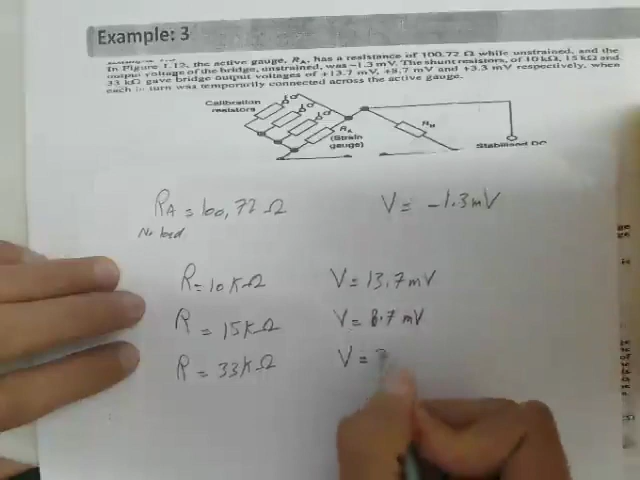 Example: 3
In Figure 1.15, the active gauge, RA, has a resistance of 100.72 Ω while unstrained, and the
output voltage of the bridge, unstrained, was −1.3 mV. The shunt resistors, of 10 kΩ, 15 kΩ and
33 kΩ gave bridge output voltages of +13.7 mV, +8.7 mV and +3.3 mV respectively, when
each in turn was temporarily connected across the active gauge.
Calibration
resistors
RA
(Strain
gauge)
Stabilised DC
RA = 100,72 Ω V = -1.3 mV
No load
R = 10 KΩ V = 13.7 mV
R = 15KΩ V = 8.7 mV
R = 33KΩ V =